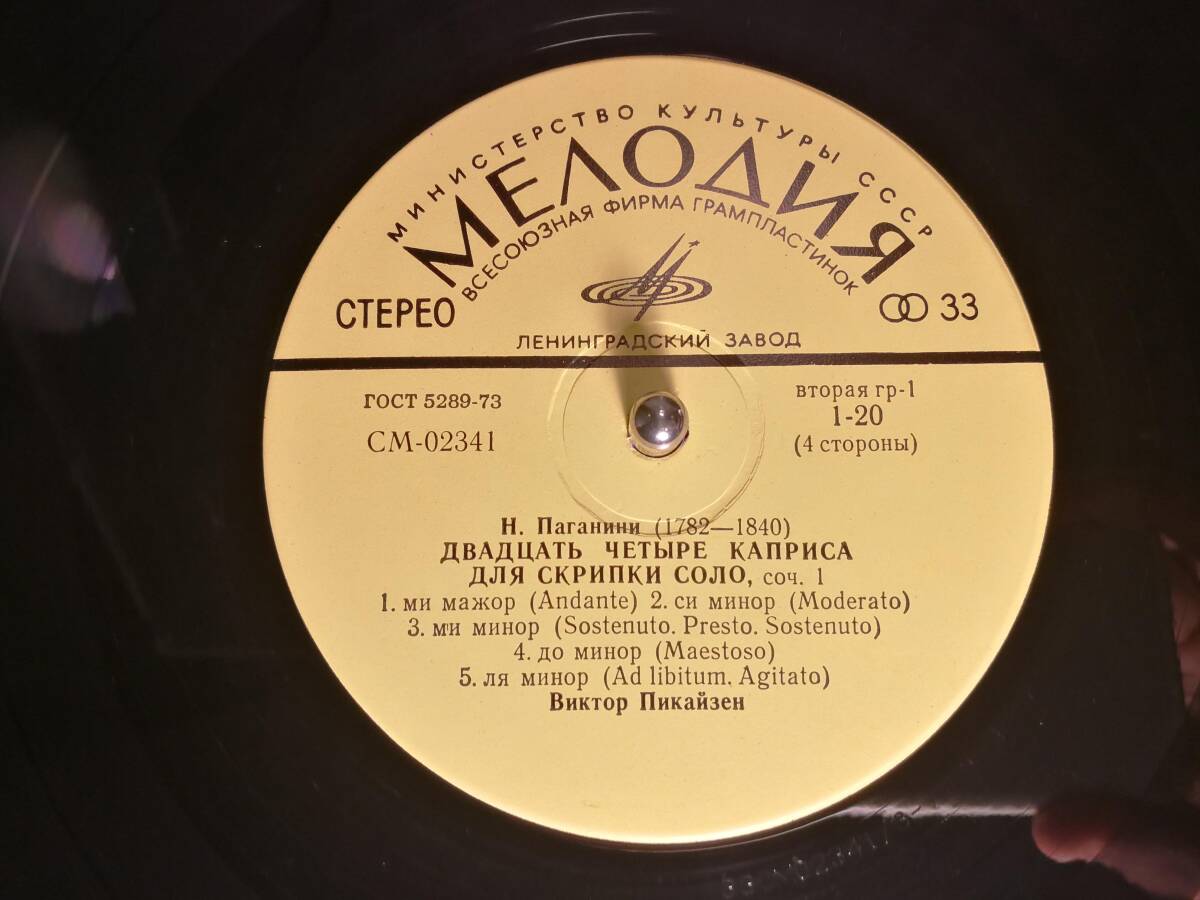 МИНИСТЕРСТВО КУЛЬТУРЫ СССР
МЕЛОДИЯ
ВСЕСОЮЗНАЯ ФИРМА ГРАМПЛАСТИНОК
СТЕРЕО
33
ЛЕНИНГРАДСКИЙ ЗАВОД
ГОСТ 5289-73
вторая гр-1
СМ-02341
1-20
(4 стороны)
Н. Паганини (1782—1840)
ДВАДЦАТЬ ЧЕТЫРЕ КАПРИСА
ДЛЯ СКРИПКИ СОЛО, соч. 1
1. ми мажор (Andante) 2. си минор (Moderato)
3. ми минор (Sostenuto. Presto. Sostenuto)
4. до минор (Maestoso)
5. ля минор (Ad libitum. Agitato)
Виктор Пикайзен